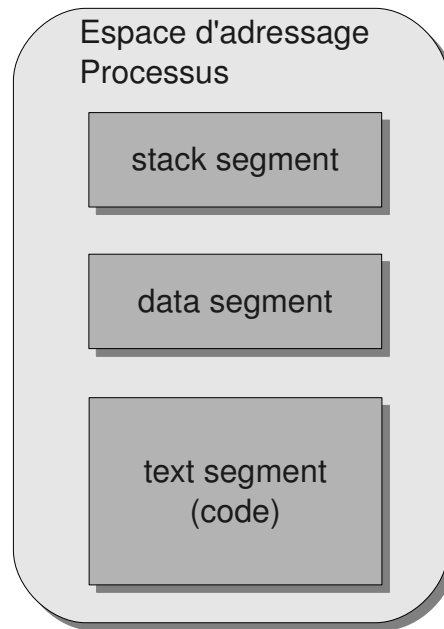 Espace d'adressage
Processus
stack segment
data segment
text segment
(code)